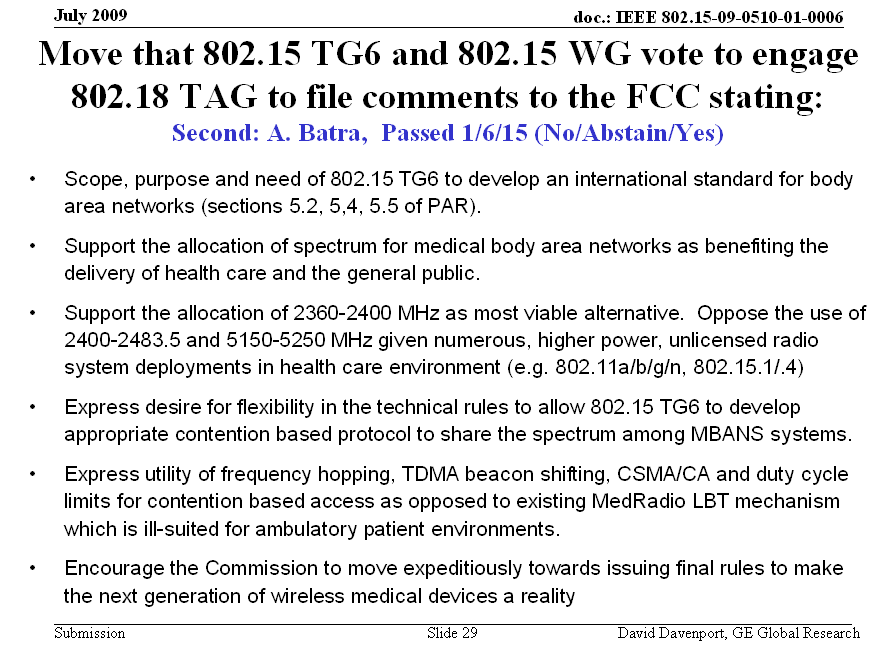 July 2009 doc.: IEEE 802.15-09-0510-01-0006
Move that 802.15 TG6 and 802.15 WG vote to engage
802.18 TAG to file comments to the FCC stating:
Second: A. Batra, Passed 1/6/15 (No/Abstain/Yes)
• Scope, purpose and need of 802.15 TG6 to develop an international standard for body
area networks (sections 5.2, 5,4, 5.5 of PAR).
• Support the allocation of spectrum for medical body area networks as benefiting the
delivery of health care and the general public.
• Support the allocation of 2360-2400 MHz as most viable alternative. Oppose the use of
2400-2483.5 and 5150-5250 MHz given numerous, higher power, unlicensed radio
system deployments in health care environment (e.g. 802.11a/b/g/n, 802.15.1/.4)
• Express desire for flexibility in the technical rules to allow 802.15 TG6 to develop
appropriate contention based protocol to share the spectrum among MBANS systems.
• Express utility of frequency hopping, TDMA beacon shifting, CSMA/CA and duty cycle
limits for contention based access as opposed to existing MedRadio LBT mechanism
which is ill-suited for ambulatory patient environments.
• Encourage the Commission to move expeditiously towards issuing final rules to make
the next generation of wireless medical devices a reality
Submission Slide 29 David Davenport, GE Global Research